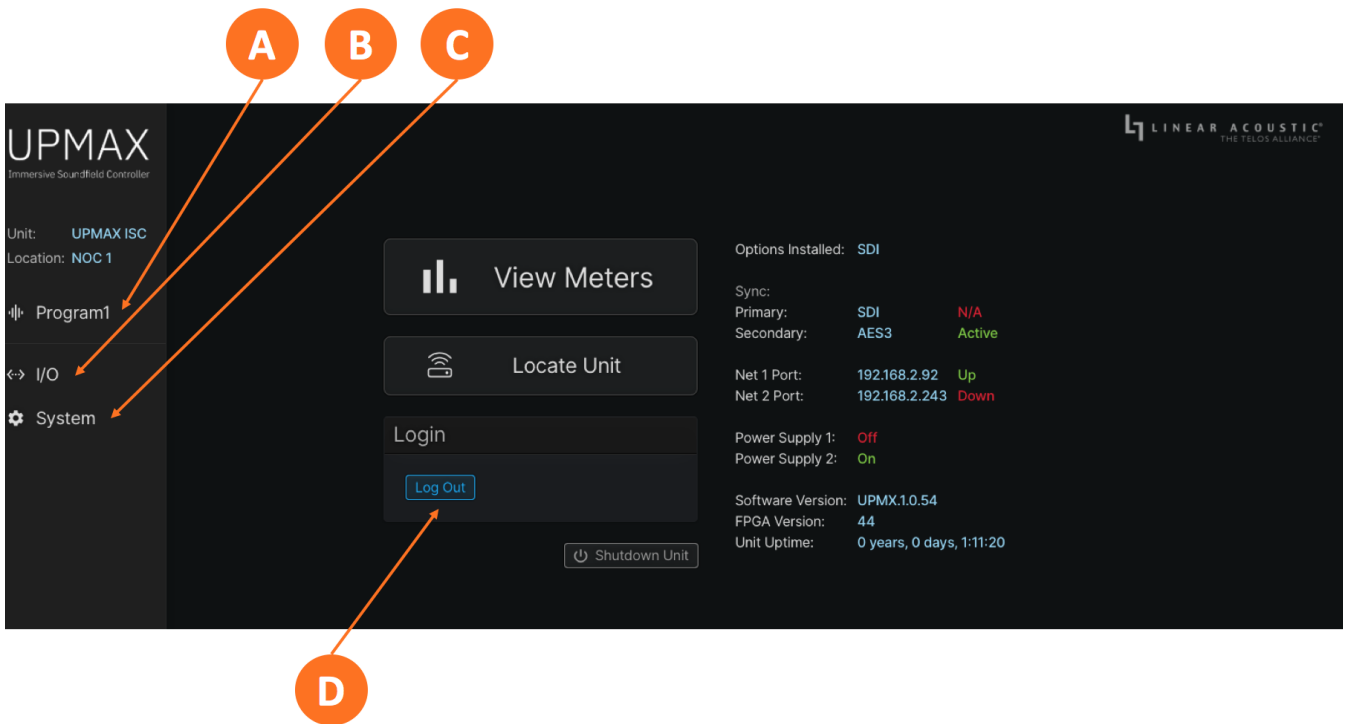 A B C
UPMAX
Immersive Soundfield Controller
LINEAR ACOUSTIC®
THE TELOS ALLIANCE®
Unit: UPMAX ISC
Location: NOC 1
Program1
I/O
System
View Meters
Locate Unit
Login
Log Out
Shutdown Unit
Options Installed: SDI
Sync:
Primary: SDI N/A
Secondary: AES3 Active
Net 1 Port: 192.168.2.92 Up
Net 2 Port: 192.168.2.243 Down
Power Supply 1: Off
Power Supply 2: On
Software Version: UPMX.1.0.54
FPGA Version: 44
Unit Uptime: 0 years, 0 days, 1:11:20
D